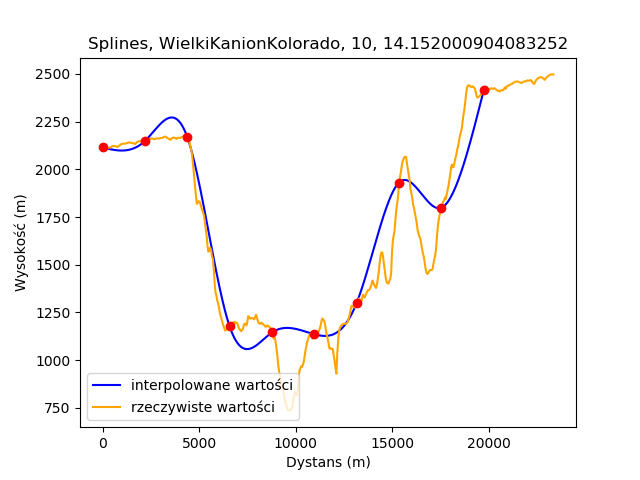 Splines, WielkiKanionKolorado, 10, 14.152000904083252
Wysokość (m)
2500
2250
2000
1750
1500
1250
1000
750
interpolowane wartości
rzeczywiste wartości
0 5000 10000 15000 20000
Dystans (m)